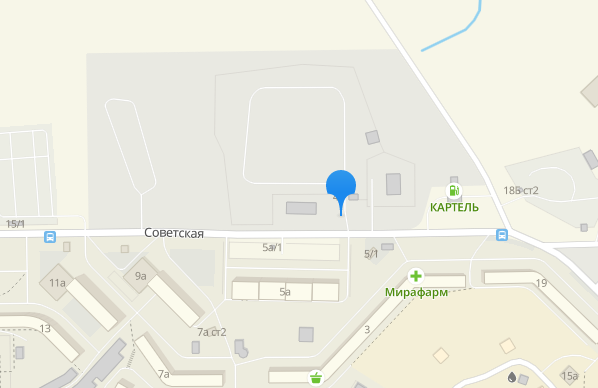 188 ст2
КАРТЕЛЬ
15/1
Советская
5а/1
5/1
11а
9а
5а
Мирафарм
19
13
7а ст2
3
7а
15а